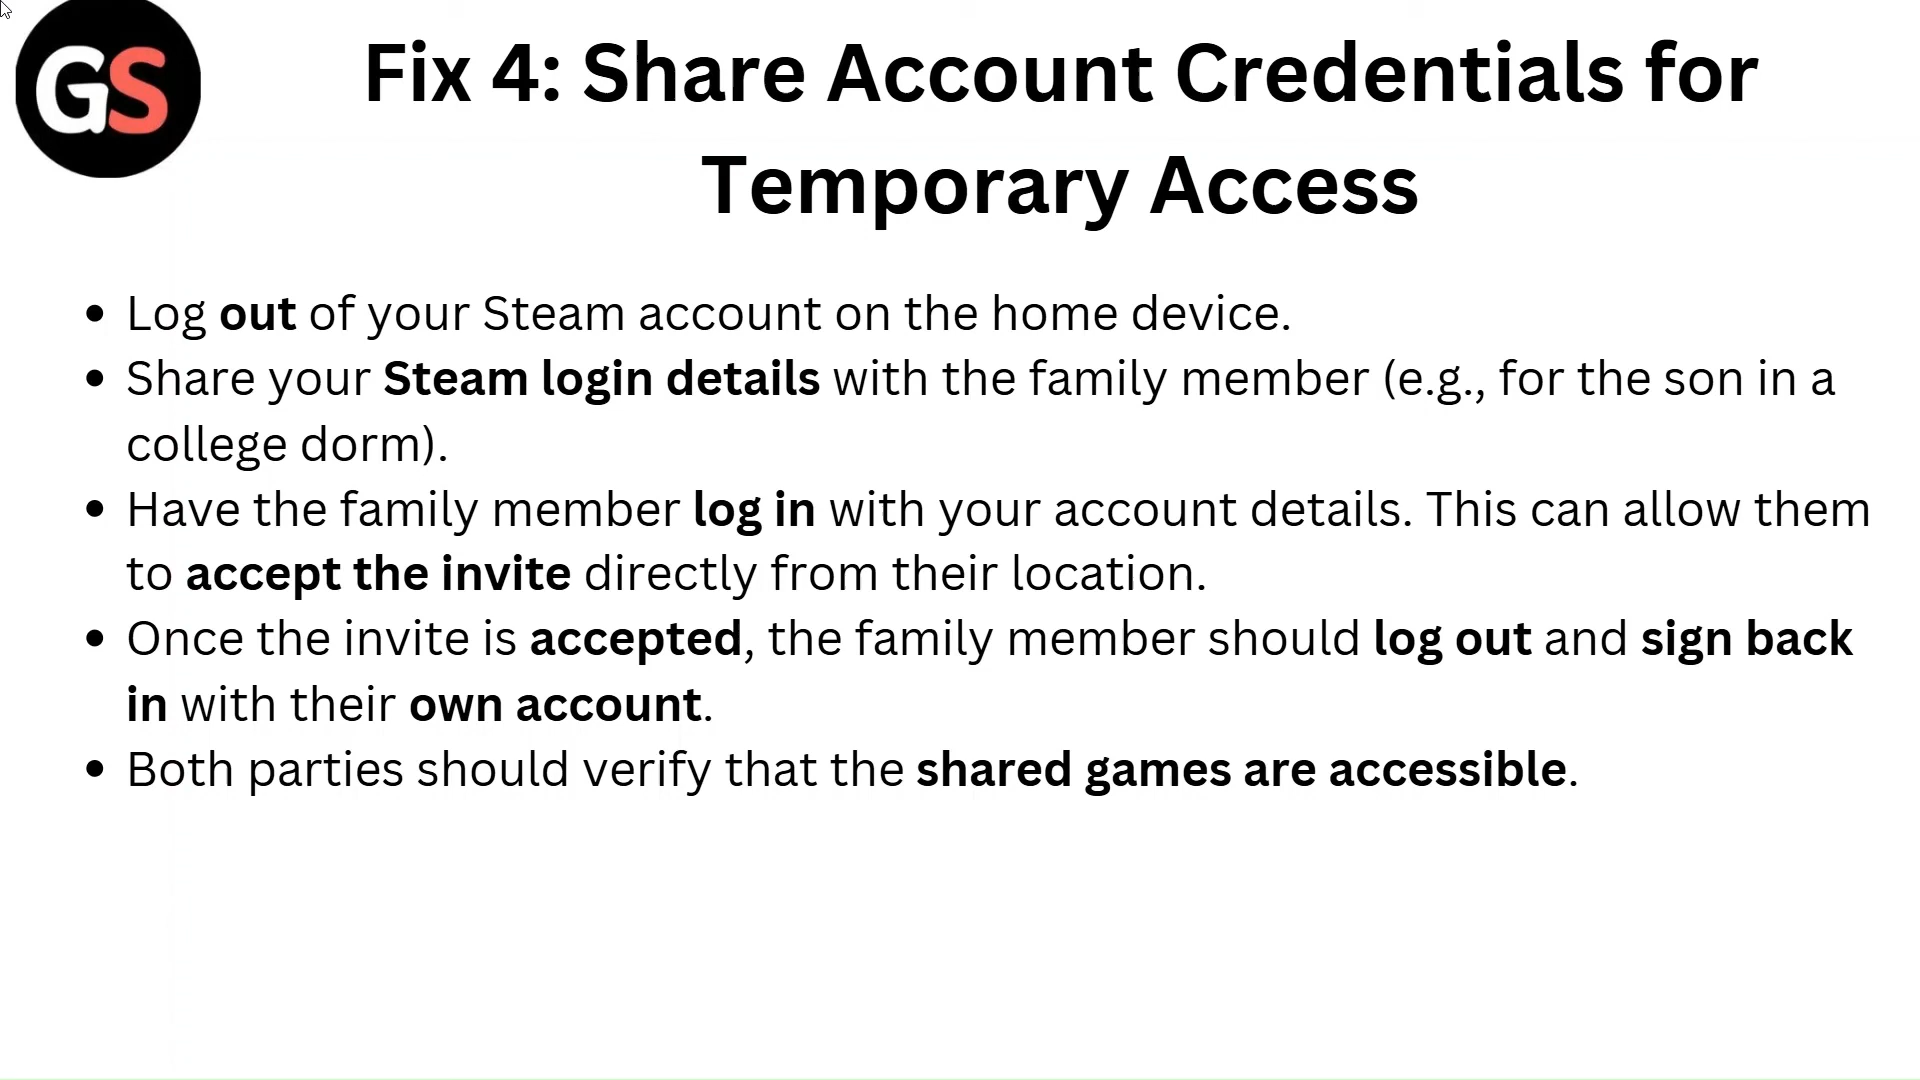 GS
Fix 4: Share Account Credentials for
Temporary Access
• Log out of your Steam account on the home device.
• Share your Steam login details with the family member (e.g., for the son in a
college dorm).
• Have the family member log in with your account details. This can allow them
to accept the invite directly from their location.
• Once the invite is accepted, the family member should log out and sign back
in with their own account.
• Both parties should verify that the shared games are accessible.